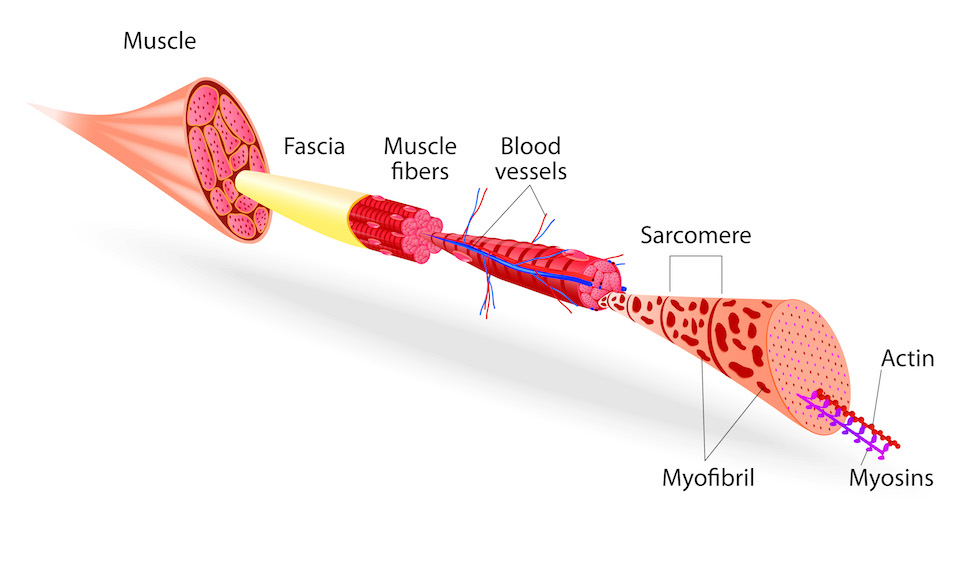 Muscle
Fascia
Muscle
fibers
Blood
vessels
Sarcomere
Actin
Myofibril
Myosins